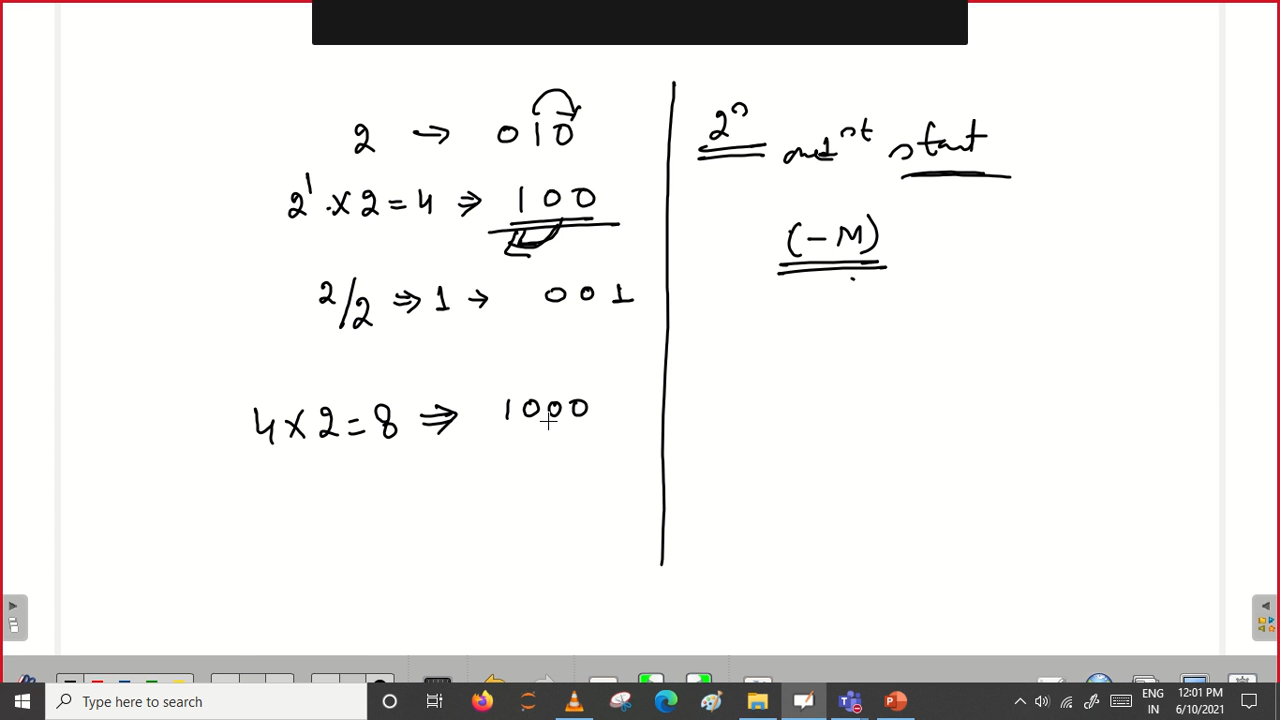 2 → 010
2¹ .X 2 = 4 ⇒ 100
2/2 ⇒ 1 → 001
4 X 2 = 8 ⇒ 1000
2ⁿ
start
(-M)
Type here to search
ENG
IN
12:01 PM
6/10/2021